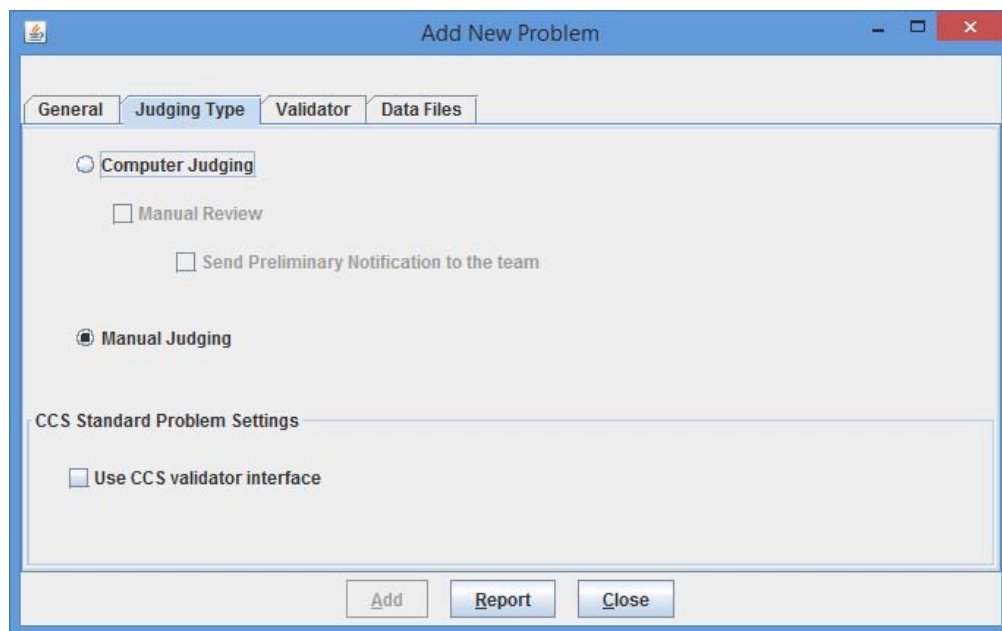 Add New Problem
General Judging Type Validator Data Files
Computer Judging
Manual Review
Send Preliminary Notification to the team
Manual Judging
CCS Standard Problem Settings
Use CCS validator interface
Add Report Close